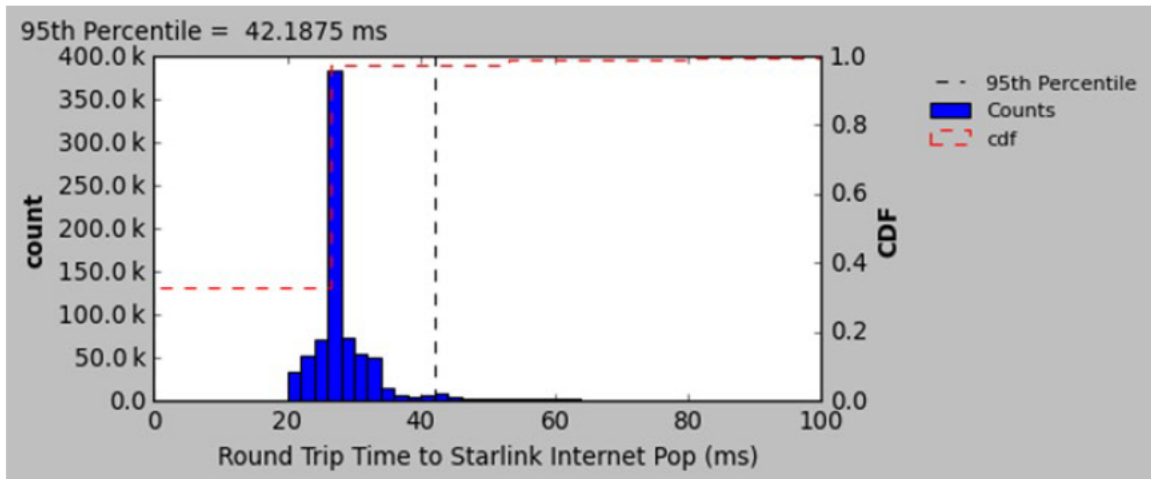 95th Percentile = 42.1875 ms
400.0 k
350.0 k
300.0 k
250.0 k
200.0 k
150.0 k
100.0 k
50.0 k
0.0
count
1.0
0.8
0.6
0.4
0.2
0.0
CDF
0 20 40 60 80 100
Round Trip Time to Starlink Internet Pop (ms)
95th Percentile
Counts
cdf